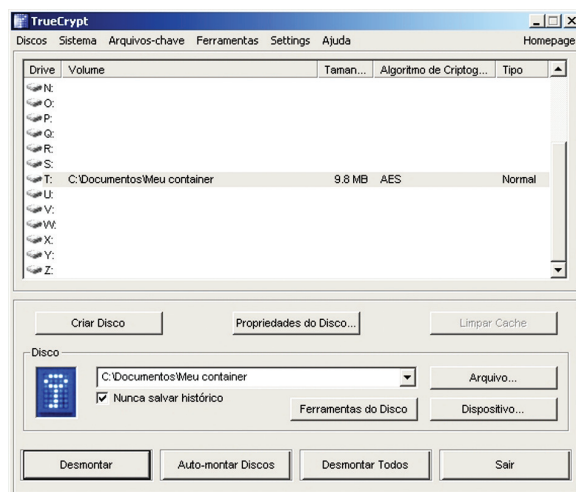 TrueCrypt
Discos Sistema Arquivos-chave Ferramentas Settings Ajuda Homepage
Drive Volume Taman... Algoritmo de Criptog... Tipo
N:
O:
P:
Q:
R:
S:
T: C:\Documentos\Meu container 9.8 MB AES Normal
U:
V:
W:
X:
Y:
Z:
Criar Disco Propriedades do Disco... Limpar Cache
Disco
C:\Documentos\Meu container Arquivo...
Nunca salvar histórico Ferramentas do Disco Dispositivo...
Desmontar Auto-montar Discos Desmontar Todos Sair